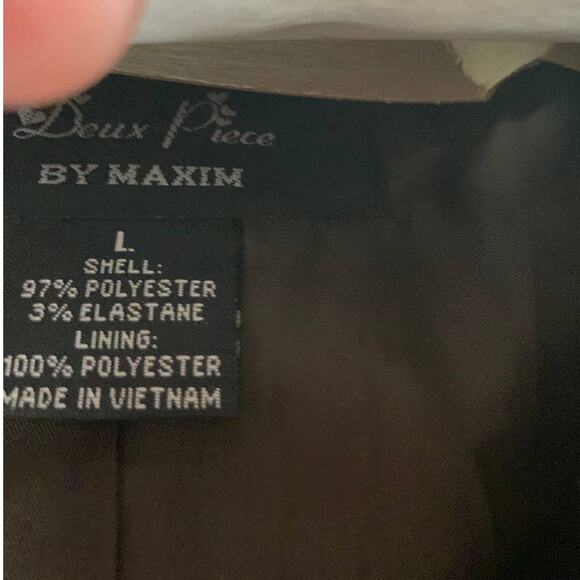 Deux Piece
BY MAXIM
L
SHELL:
97% POLYESTER
3% ELASTANE
LINING:
100% POLYESTER
MADE IN VIETNAM